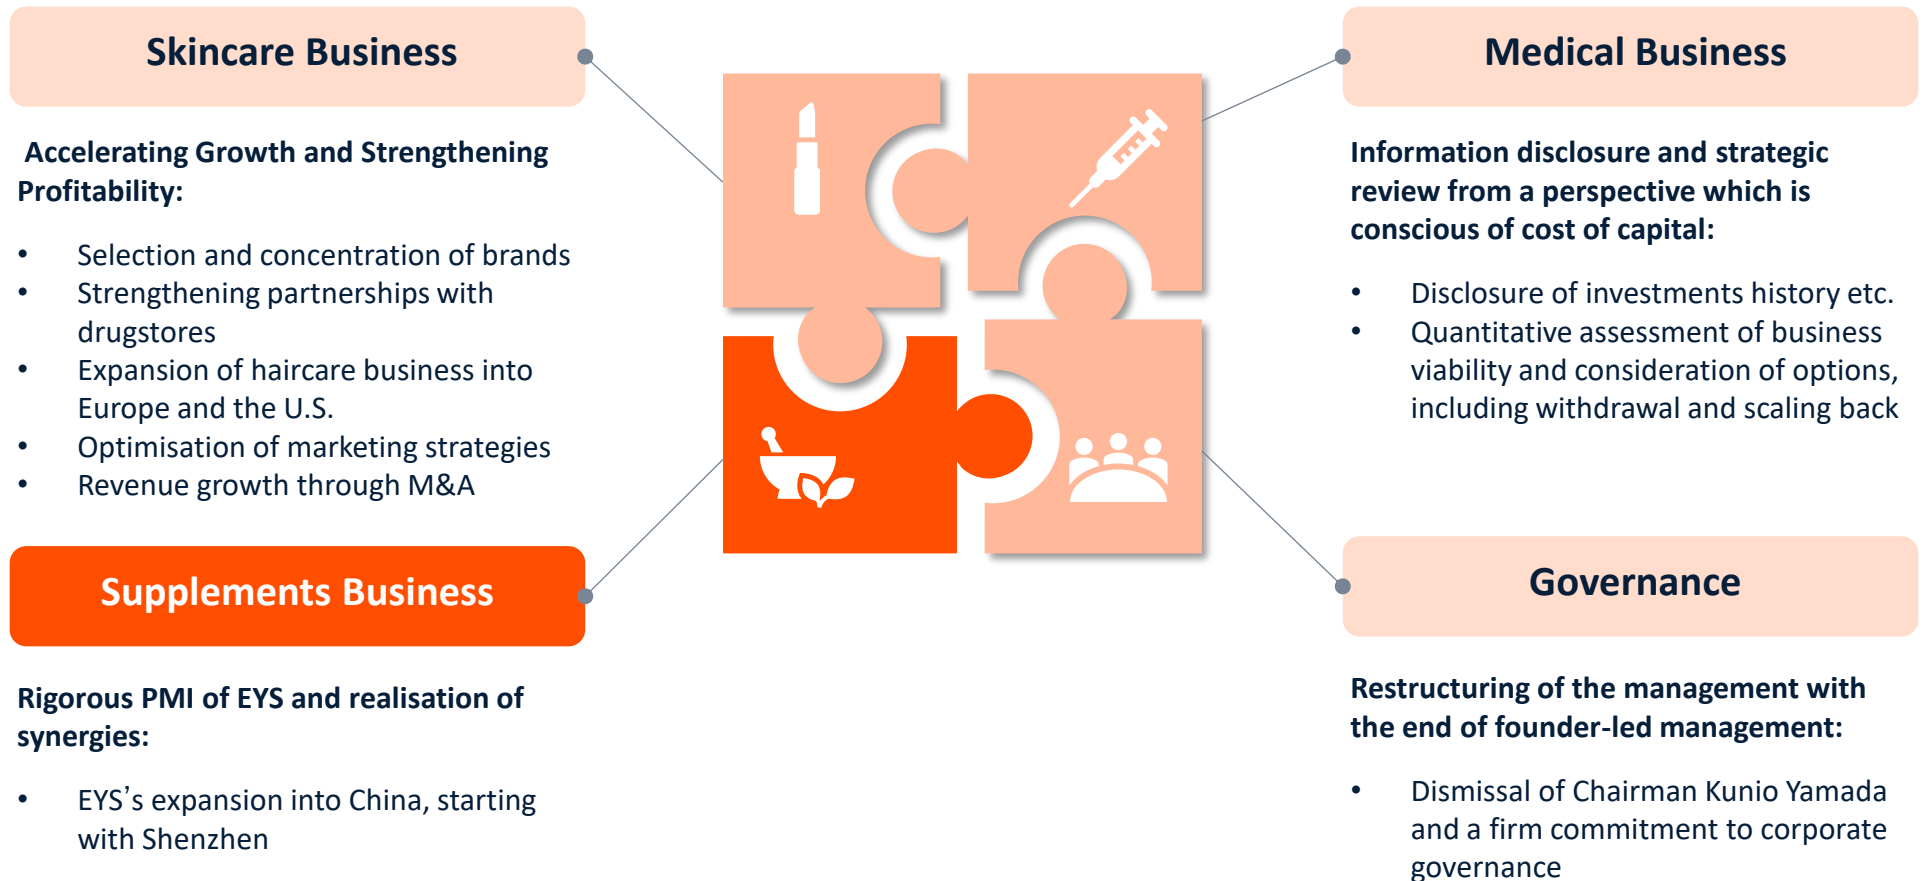 Skincare Business
Accelerating Growth and Strengthening
Profitability:
• Selection and concentration of brands
• Strengthening partnerships with
drugstores
• Expansion of haircare business into
Europe and the U.S.
• Optimisation of marketing strategies
• Revenue growth through M&A
Supplements Business
Rigorous PMI of EYS and realisation of
synergies:
• EYS’s expansion into China, starting
with Shenzhen
Medical Business
Information disclosure and strategic
review from a perspective which is
conscious of cost of capital:
• Disclosure of investments history etc.
• Quantitative assessment of business
viability and consideration of options,
including withdrawal and scaling back
Governance
Restructuring of the management with
the end of founder-led management:
• Dismissal of Chairman Kunio Yamada
and a firm commitment to corporate
governance